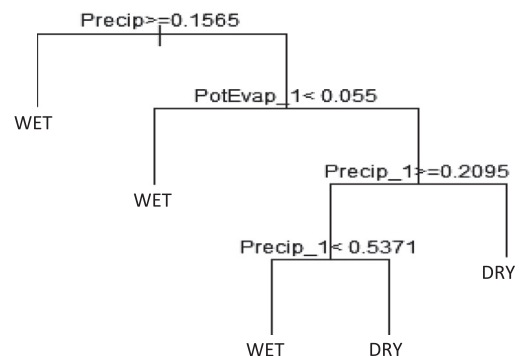 Precip>=0.1565
WET
PotEvap_1< 0.055
WET
Precip_1>=0.2095
Precip_1< 0.5371
DRY
WET
DRY